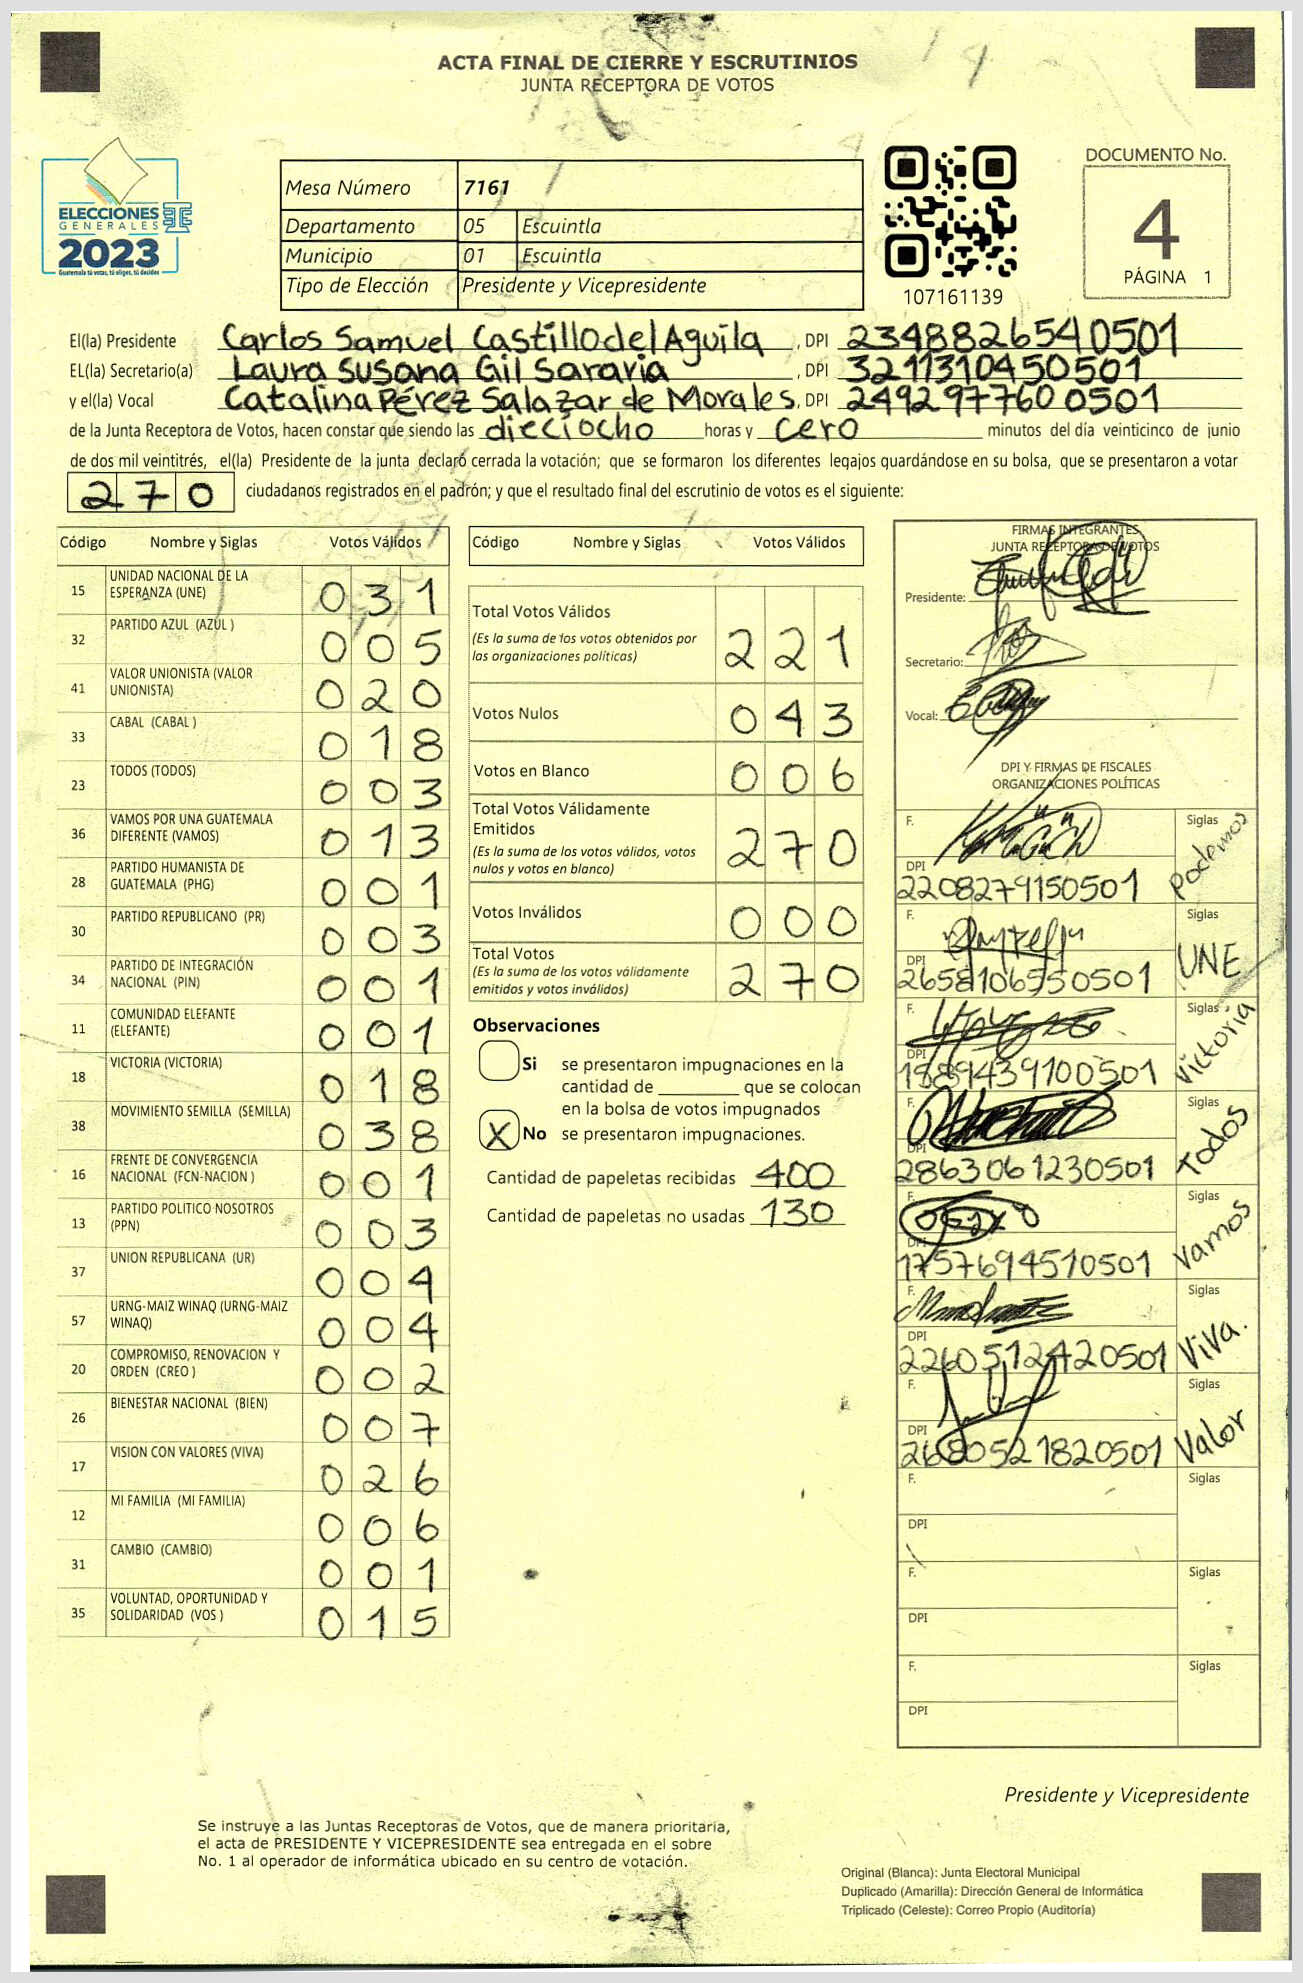 ACTA FINAL DE CIERRE Y ESCRUTINIOS
JUNTA RECEPTORA DE VOTOS
ELECCIONES
GENERALES
2023
Guatemala tú votas, tú eliges, tú decides
Mesa Número 7161
Departamento 05 Escuintla
Municipio 01 Escuintla
Tipo de Elección Presidente y Vicepresidente
107161139
DOCUMENTO No.
4
PÁGINA 1
El(la) Presidente Carlos Samuel Castillo del Aguila, DPI 2348826540501
EL(la) Secretario(a) Laura Susana Gil Saravia, DPI 3211310450501
y el(la) Vocal Catalina Pérez Salazar de Morales, DPI 2492977600501
de la Junta Receptora de Votos, hacen constar que siendo las dieciocho horas y cero minutos del día veinticinco de junio
de dos mil veintitrés, el(la) Presidente de la junta declaró cerrada la votación; que se formaron los diferentes legajos quardándose en su bolsa, que se presentaron a votar
270 ciudadanos registrados en el padrón; y que el resultado final del escrutinio de votos es el siguiente:
Código Nombre y Siglas Votos Válidos
15 UNIDAD NACIONAL DE LA ESPERANZA (UNE) 031
32 PARTIDO AZUL (AZUL ) 005
41 VALOR UNIONISTA (VALOR UNIONISTA) 020
33 CABAL (CABAL ) 018
23 TODOS (TODOS) 003
36 VAMOS POR UNA GUATEMALA DIFERENTE (VAMOS) 013
28 PARTIDO HUMANISTA DE GUATEMALA (PHG) 001
30 PARTIDO REPUBLICANO (PR) 003
34 PARTIDO DE INTEGRACIÓN NACIONAL (PIN) 001
11 COMUNIDAD ELEFANTE (ELEFANTE) 001
18 VICTORIA (VICTORIA) 018
38 MOVIMIENTO SEMILLA (SEMILLA) 038
16 FRENTE DE CONVERGENCIA NACIONAL (FCN-NACION ) 001
13 PARTIDO POLITICO NOSOTROS (PPN) 003
37 UNION REPUBLICANA (UR) 004
57 URNG-MAIZ WINAQ (URNG-MAIZ WINAQ) 004
20 COMPROMISO, RENOVACION Y ORDEN (CREO ) 002
26 BIENESTAR NACIONAL (BIEN) 007
17 VISION CON VALORES (VIVA) 026
12 MI FAMILIA (MI FAMILIA) 006
31 CAMBIO (CAMBIO) 001
35 VOLUNTAD, OPORTUNIDAD Y SOLIDARIDAD (VOS ) 015
Código Nombre y Siglas Votos Válidos
Total Votos Válidos 221
(Es la suma de los votos obtenidos por
las organizaciones políticas)
Votos Nulos 043
Votos en Blanco 006
Total Votos Válidamente
Emitidos 270
(Es la suma de los votos válidos, votos
nulos y votos en blanco)
Votos Inválidos 000
Total Votos 270
(Es la suma de los votos válidamente
emitidos y votos inválidos)
Observaciones
Si se presentaron impugnaciones en la
cantidad de ________ que se colocan
en la bolsa de votos impugnados
X No se presentaron impugnaciones.
Cantidad de papeletas recibidas 400
Cantidad de papeletas no usadas 130
FIRMAS INTEGRANTES
JUNTA RECEPTORA DE VOTOS
Presidente:
Secretario:
Vocal:
DPI Y FIRMAS DE FISCALES
ORGANIZACIONES POLÍTICAS
F. Siglas Podemos
DPI 2208279150501
F. Siglas UNE
DPI 2658106550501
F. Siglas Victoria
DPI 1889439100501
F. Siglas Todos
DPI 2863061230501
F. Siglas Vamos
DPI 1757694510501
F. Siglas Viva.
DPI 2260512420501
F. Siglas Valor
DPI 2680521820501
F. Siglas
DPI
F. Siglas
DPI
F. Siglas
DPI
Presidente y Vicepresidente
Se instruye a las Juntas Receptoras de Votos, que de manera prioritaria,
el acta de PRESIDENTE Y VICEPRESIDENTE sea entregada en el sobre
No. 1 al operador de informática ubicado en su centro de votación.
Original (Blanca): Junta Electoral Municipal
Duplicado (Amarilla): Dirección General de Informática
Triplicado (Celeste): Correo Propio (Auditoría)